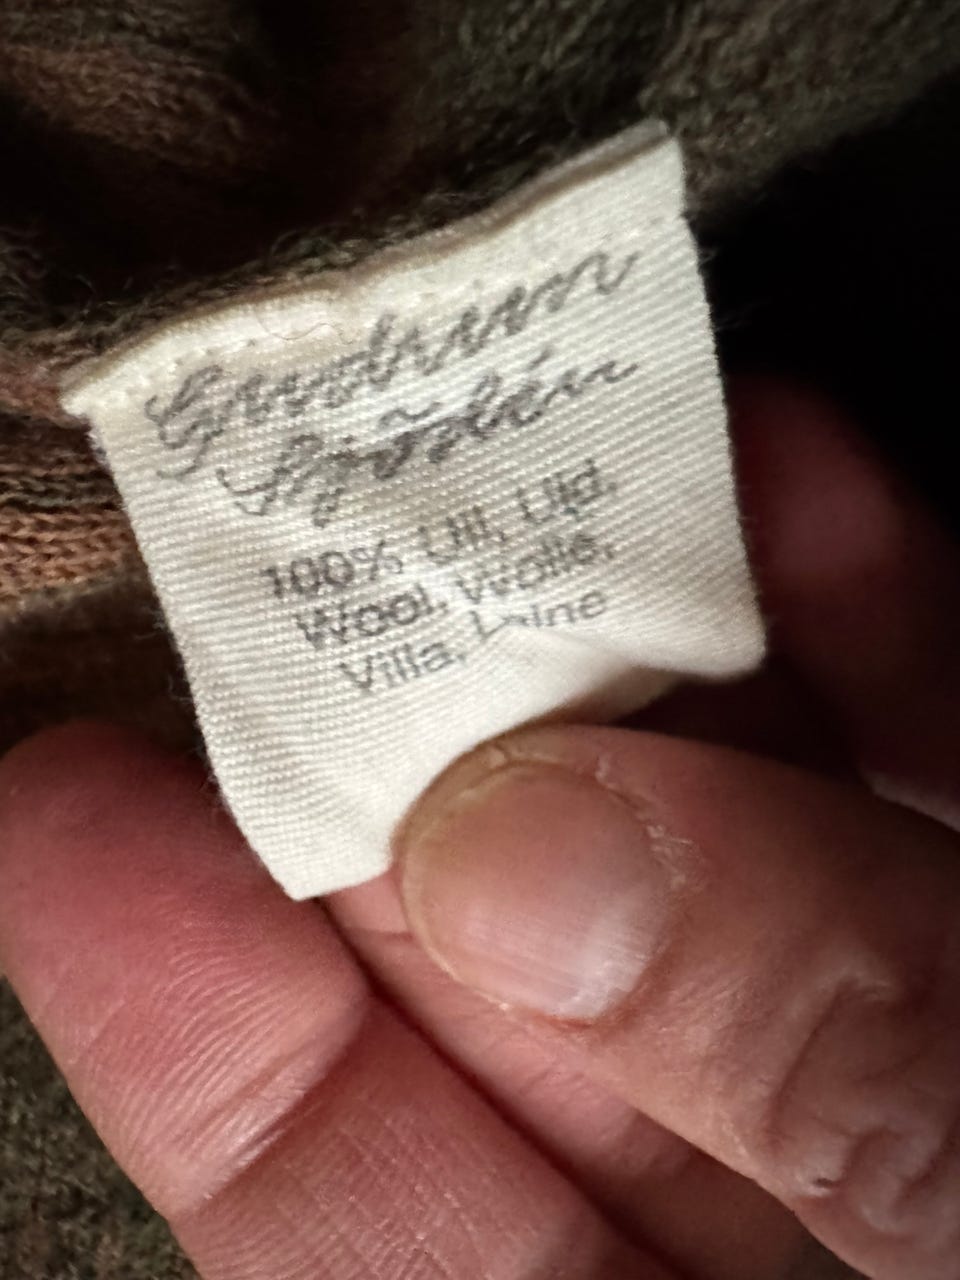 Gudrun
Sjödén
100% Ull, Uld,
Wool, Wolle,
Villa, Laine